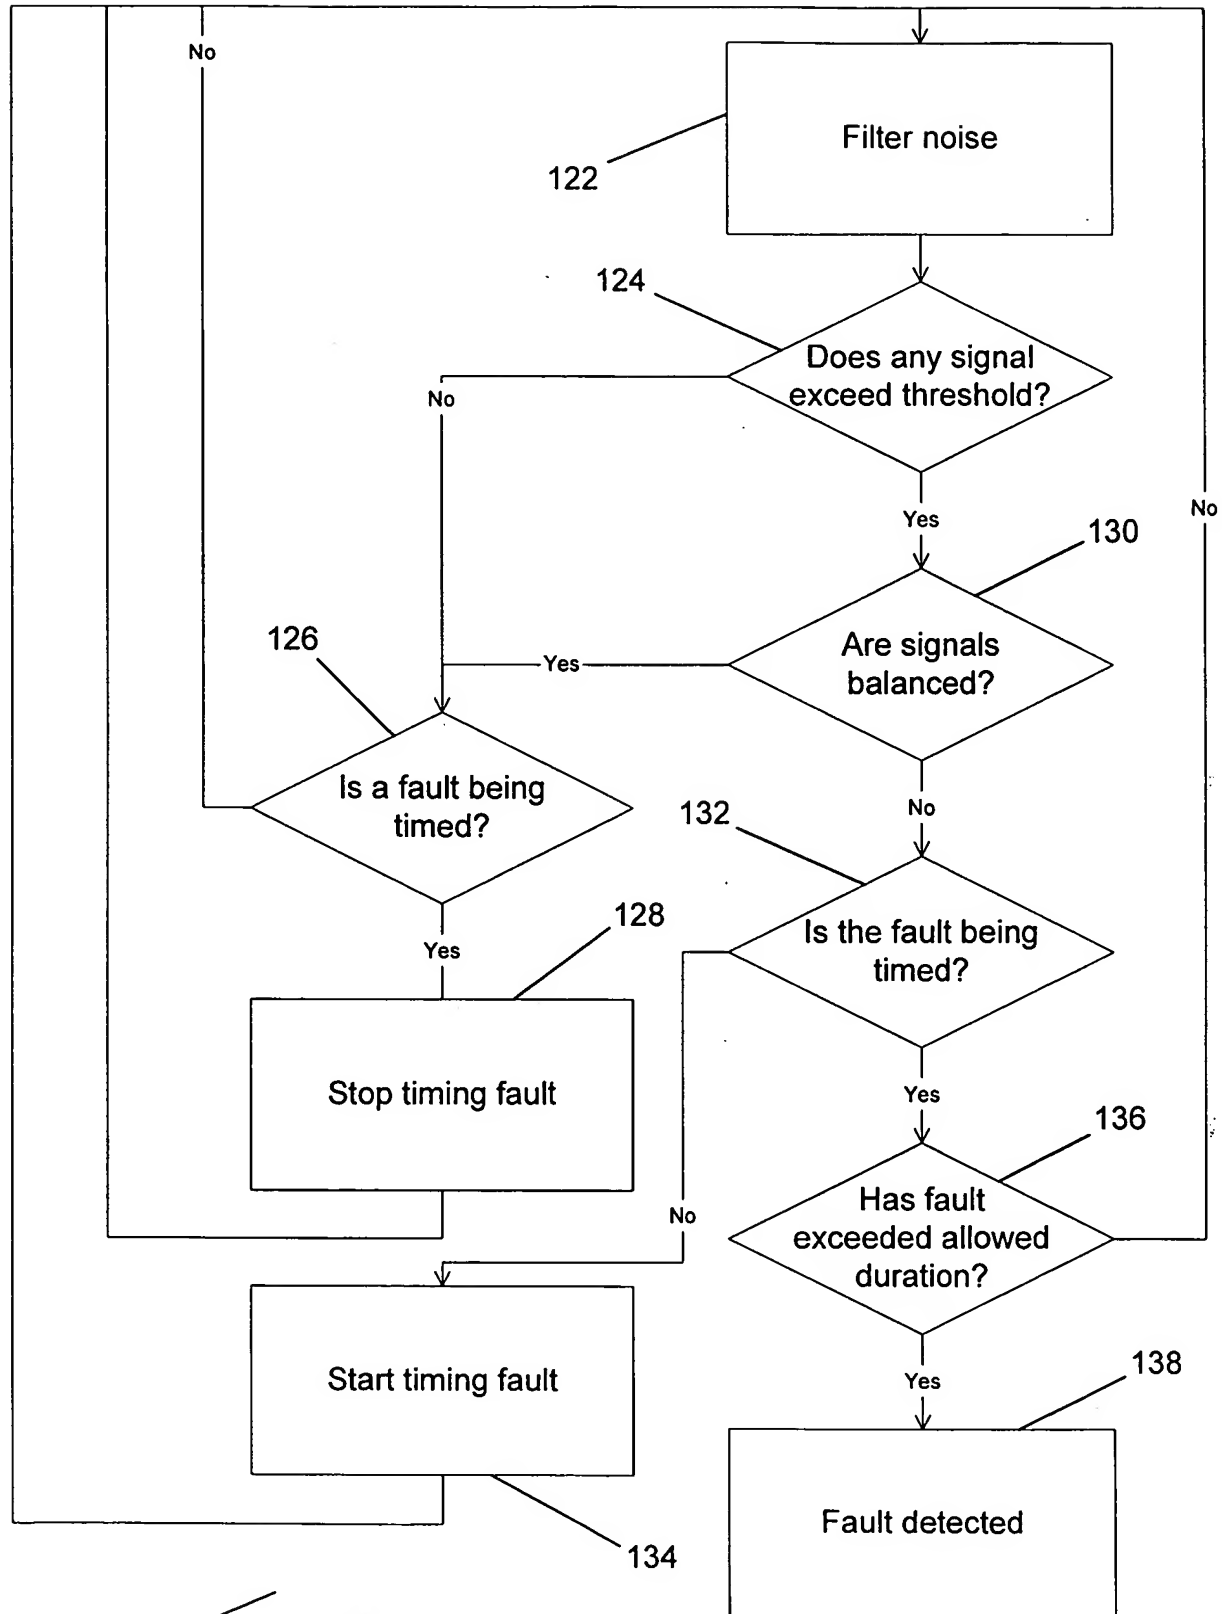 No
Filter noise
122
124
Does any signal
exceed threshold?
No
Yes
No
130
126
Are signals
balanced?
Yes
Is a fault being
timed?
No
132
128
Is the fault being
timed?
Yes
Stop timing fault
Yes
136
Has fault
exceeded allowed
duration?
No
Start timing fault
Yes
138
Fault detected
134